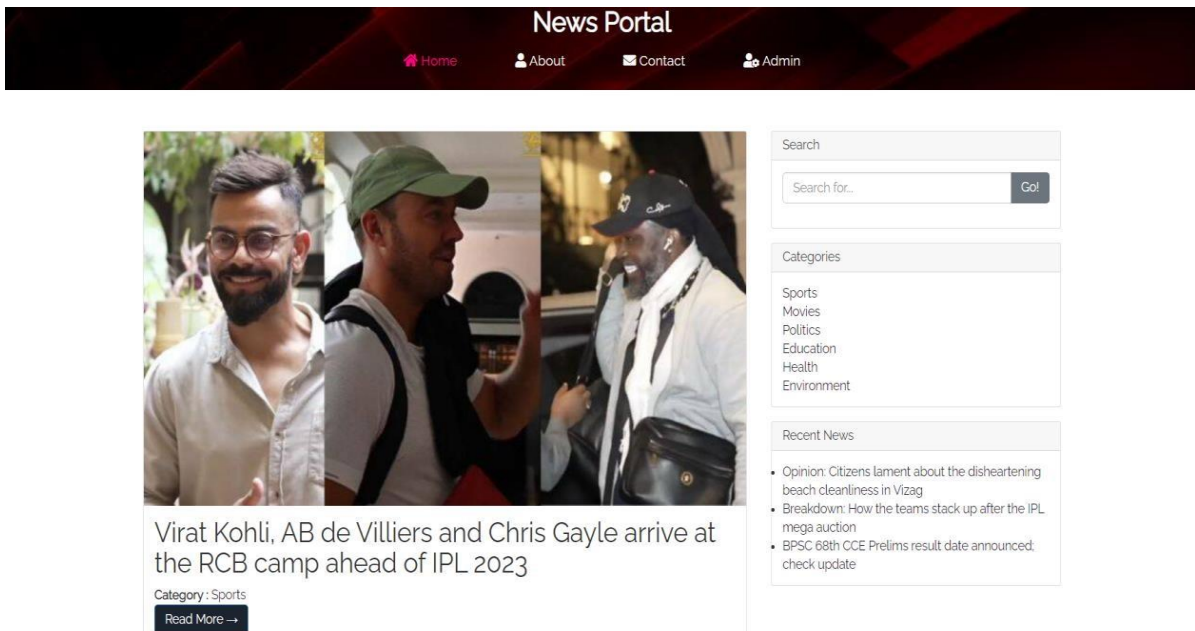 News Portal
Home
About
Contact
Admin
Virat Kohli, AB de Villiers and Chris Gayle arrive at
the RCB camp ahead of IPL 2023
Category : Sports
Read More →
Search
Search for...
Go!
Categories
Sports
Movies
Politics
Education
Health
Environment
Recent News
Opinion: Citizens lament about the disheartening
beach cleanliness in Vizag
Breakdown: How the teams stack up after the IPL
mega auction
BPSC 68th CCE Prelims result date announced;
check update